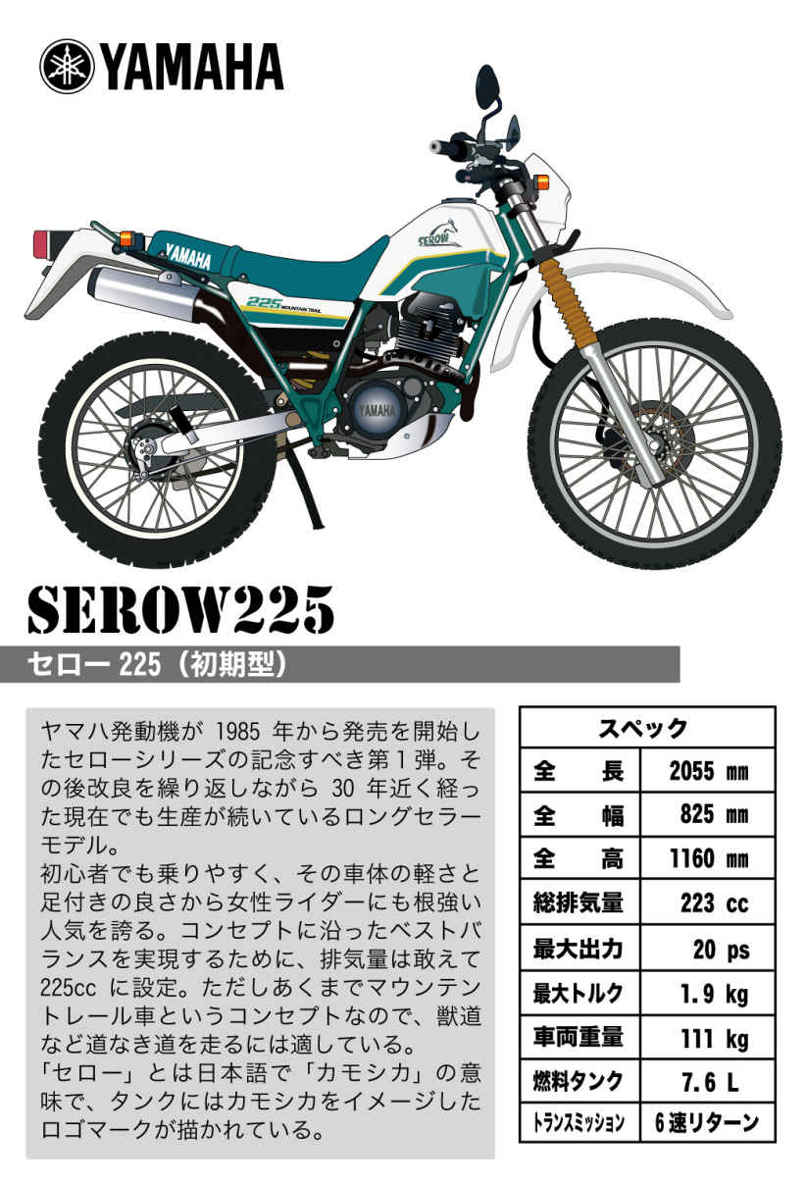 YAMAHA
YAMAHA
SEROW
225 MOUNTAIN TRAIL
YAMAHA
SEROW225
セロー225（初期型）
ヤマハ発動機が 1985 年から発売を開始し
たセローシリーズの記念すべき第1弾。そ
の後改良を繰り返しながら 30 年近く経っ
た現在でも生産が続いているロングセラー
モデル。
初心者でも乗りやすく、その車体の軽さと
足付きの良さから女性ライダーにも根強い
人気を誇る。コンセプトに沿ったベストバ
ランスを実現するために、排気量は敢えて
225cc に設定。ただしあくまでマウンテン
トレール車というコンセプトなので、獣道
など道なき道を走るには適している。
「セロー」とは日本語で「カモシカ」の意
味で、タンクにはカモシカをイメージした
ロゴマークが描かれている。
スペック
全長 2055 mm
全幅 825 mm
全高 1160 mm
総排気量 223 cc
最大出力 20 ps
最大トルク 1.9 kg
車両重量 111 kg
燃料タンク 7.6 L
トランスミッション 6速リターン